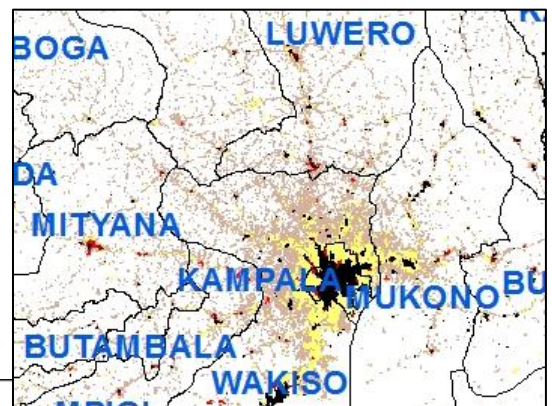 BOGA
LUWERO
DA
MITYANA
KAMPALA
MUKONO
BU
BUTAMBALA
WAKISO